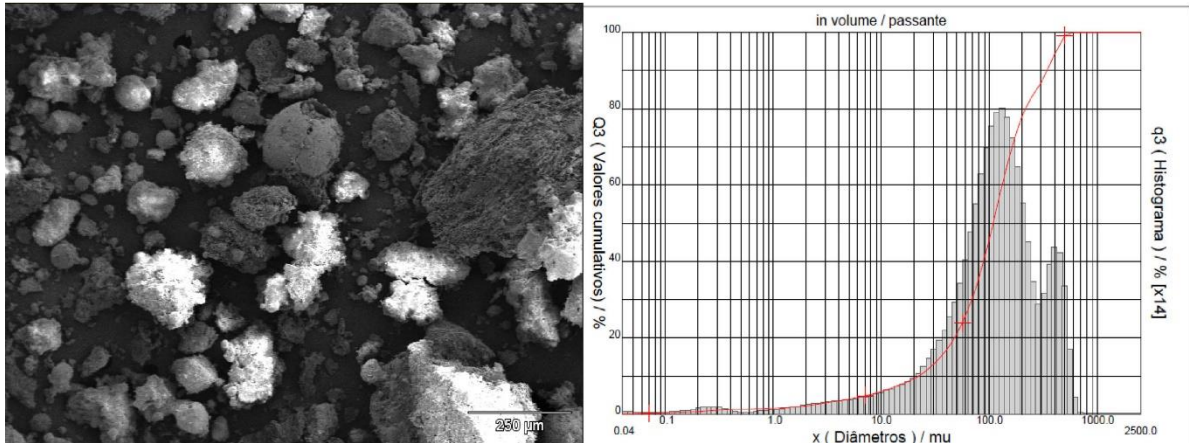 250 µm
in volume / passante
100
80
60
40
20
0
Q3 ( Valores cumulativos) / %
q3 ( Histograma ) / % [x14]
0.04
0.1
1.0
10.0
100.0
1000.0
2500.0
x ( Diâmetros ) / mu